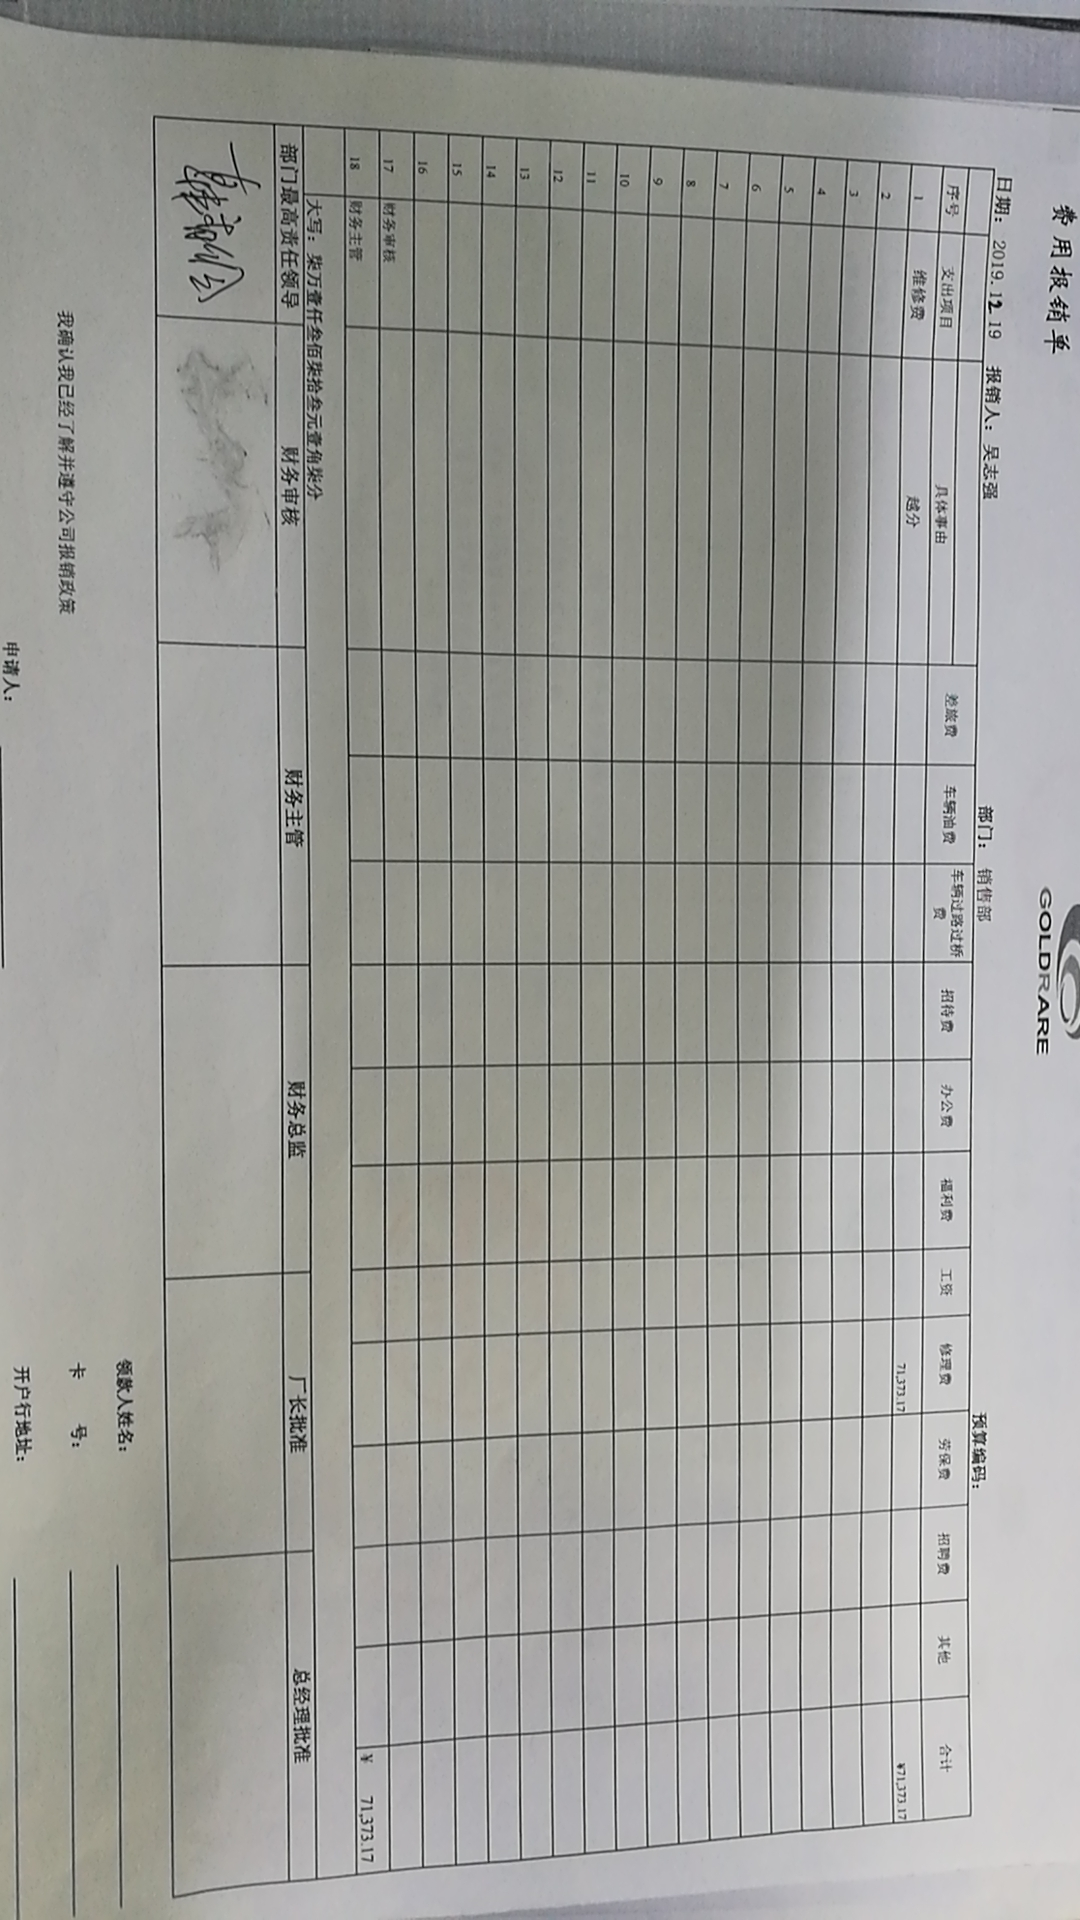 费用报销单
GOLDRARE
日期： 2019.12.19 报销人：吴志强 部门： 销售部 预算编码：
序号 支出项目 具体事由 差旅费 车辆油费 车辆过路过桥费 招待费 办公费 福利费 工资 修理费 劳保费 招聘费 其他 合计
1 维修费 越分 71,373.17 ¥71,373.17
2
3
4
5
6
7
8
9
10
11
12
13
14
15
16
17 财务审核
18 财务主管 ¥ 71,373.17
大写：柒万壹仟叁佰柒拾叁元壹角柒分
部门最高责任领导 财务审核 财务主管 财务总监 厂长批准 总经理批准
领款人姓名：
我确认我已经了解并遵守公司报销政策 卡 号：
申请人： 开户行地址：